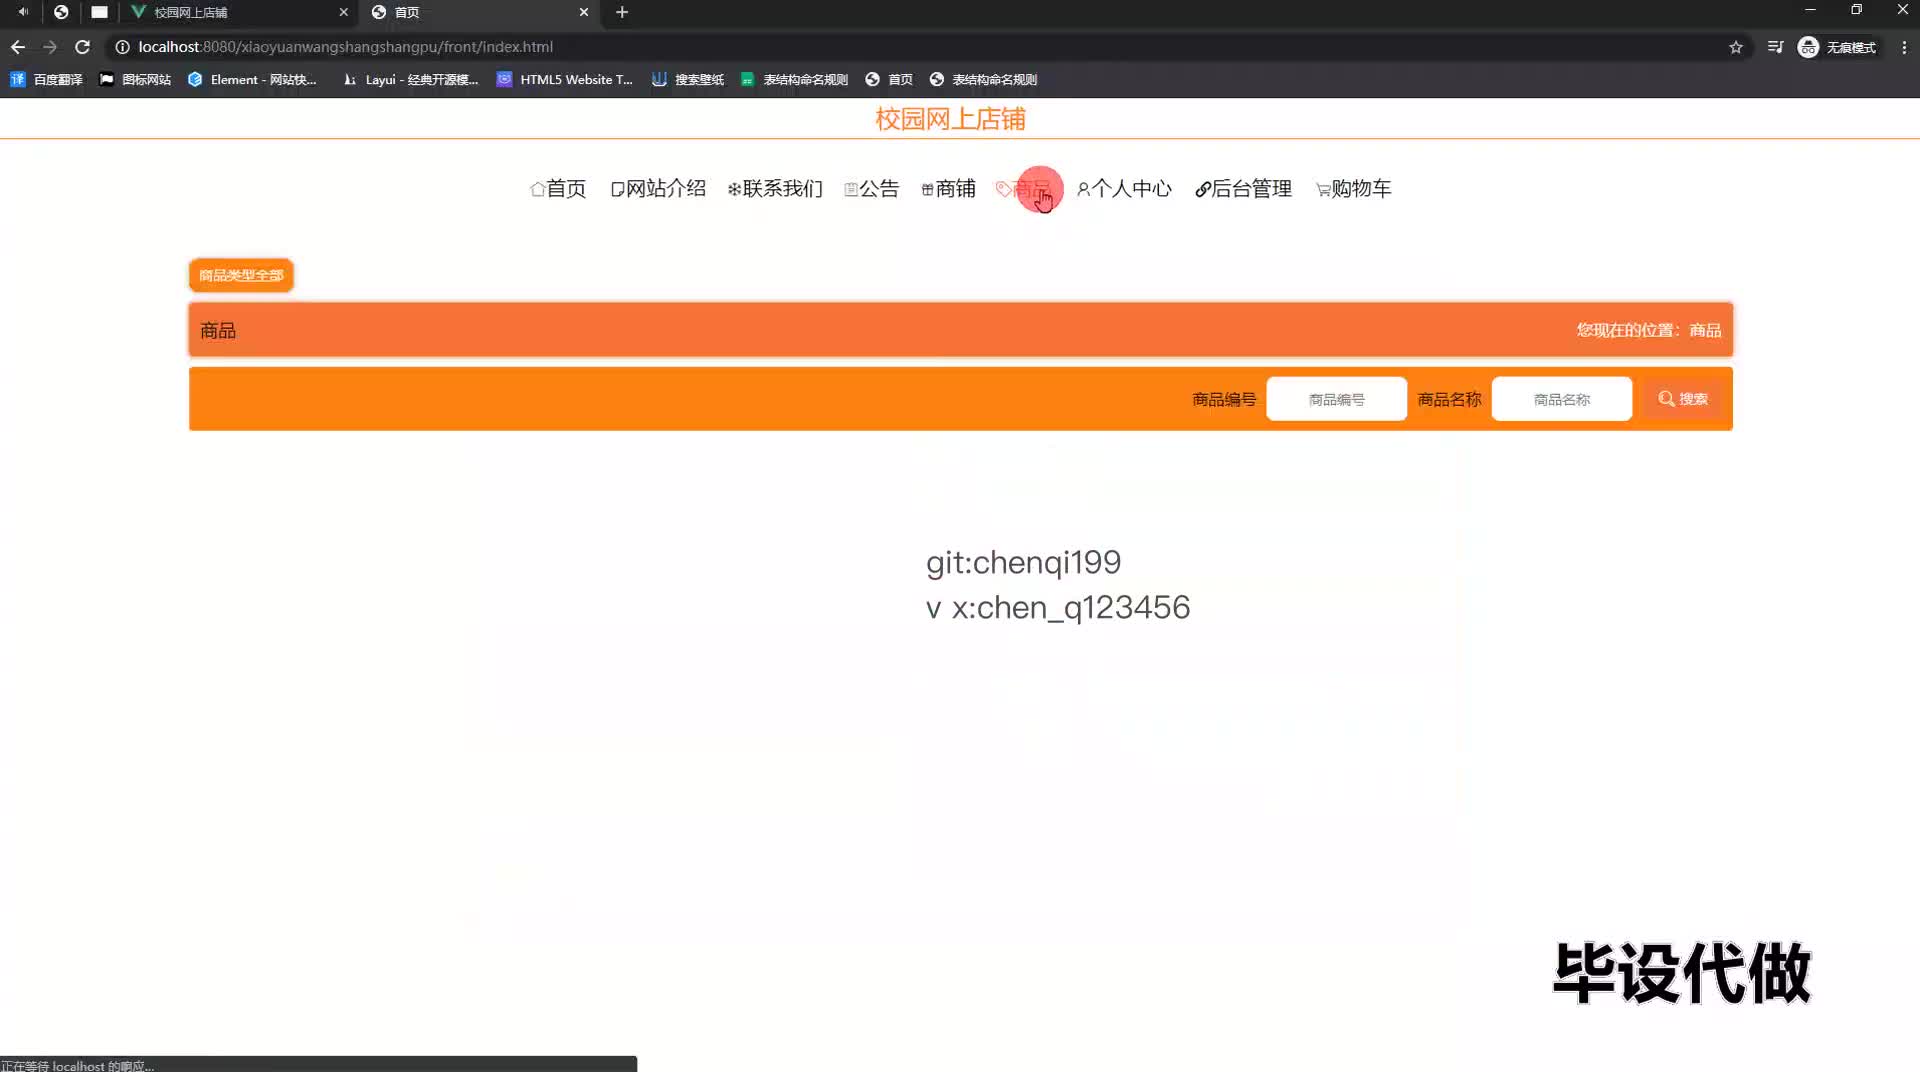 校园网上店铺
首页
localhost:8080/xiaoyuanwangshangshangpu/front/index.html
无痕模式
百度翻译
图标网站
Element - 网站快...
Layui - 经典开源模...
HTML5 Website T...
搜索壁纸
表结构命名规则
首页
表结构命名规则
校园网上店铺
首页
网站介绍
联系我们
公告
商铺
商品
个人中心
后台管理
购物车
商品类型全部
商品
您现在的位置：商品
商品编号
商品编号
商品名称
商品名称
搜索
git:chenqi199
v x:chen_q123456
毕设代做
正在等待 localhost 的响应...